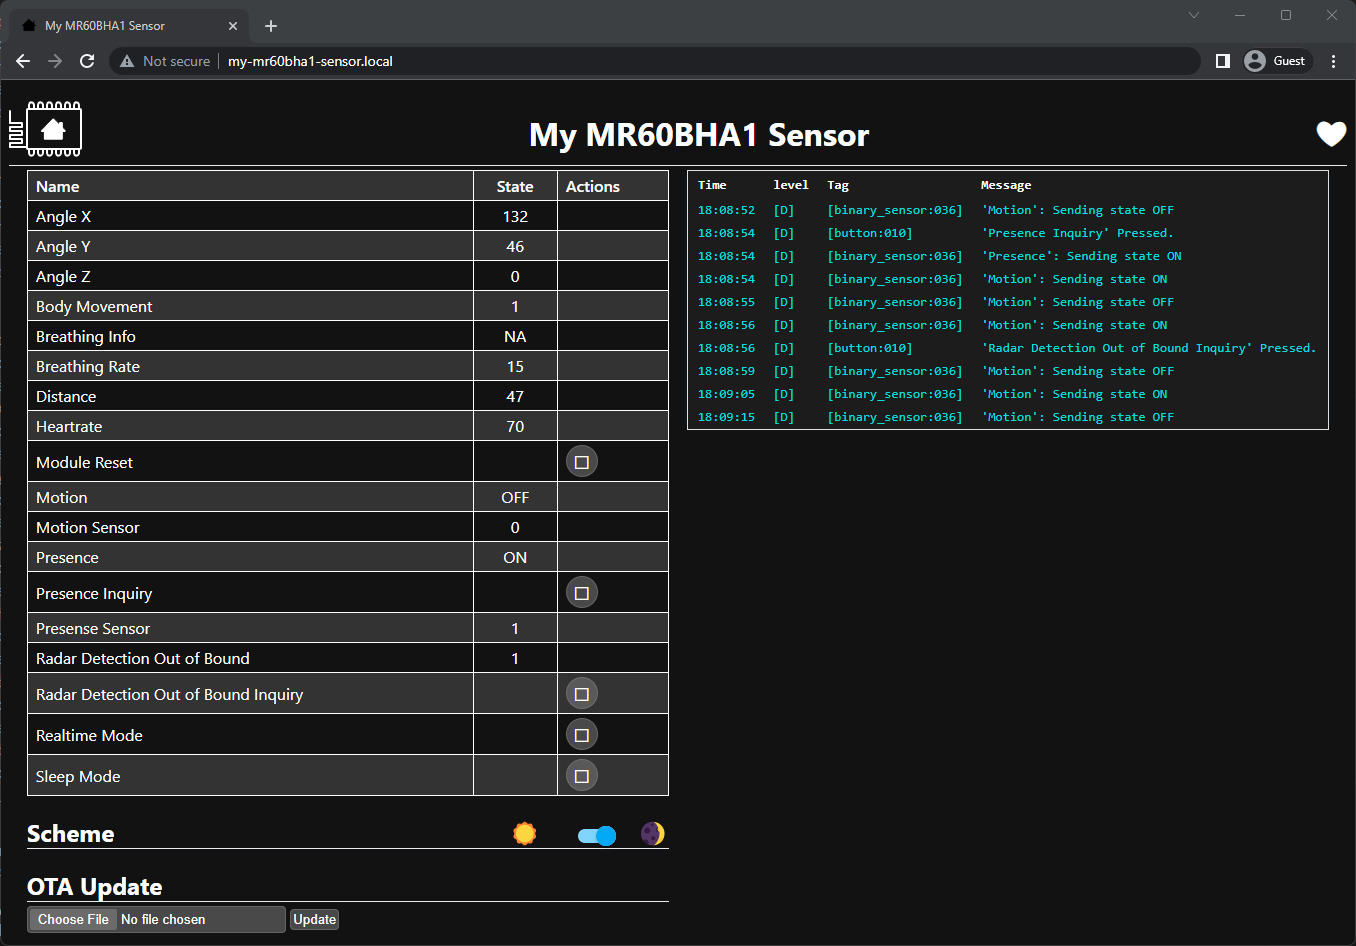 My MR60BHA1 Sensor
Not secure
my-mr60bha1-sensor.local
Guest
My MR60BHA1 Sensor
Name State Actions
Angle X 132
Angle Y 46
Angle Z 0
Body Movement 1
Breathing Info NA
Breathing Rate 15
Distance 47
Heartrate 70
Module Reset
Motion OFF
Motion Sensor 0
Presence ON
Presence Inquiry
Presense Sensor 1
Radar Detection Out of Bound 1
Radar Detection Out of Bound Inquiry
Realtime Mode
Sleep Mode
Scheme
OTA Update
Choose File No file chosen Update
Time level Tag Message
18:08:52 [D] [binary_sensor:036] 'Motion': Sending state OFF
18:08:54 [D] [button:010] 'Presence Inquiry' Pressed.
18:08:54 [D] [binary_sensor:036] 'Presence': Sending state ON
18:08:54 [D] [binary_sensor:036] 'Motion': Sending state ON
18:08:55 [D] [binary_sensor:036] 'Motion': Sending state OFF
18:08:56 [D] [binary_sensor:036] 'Motion': Sending state ON
18:08:56 [D] [button:010] 'Radar Detection Out of Bound Inquiry' Pressed.
18:08:59 [D] [binary_sensor:036] 'Motion': Sending state OFF
18:09:05 [D] [binary_sensor:036] 'Motion': Sending state ON
18:09:15 [D] [binary_sensor:036] 'Motion': Sending state OFF